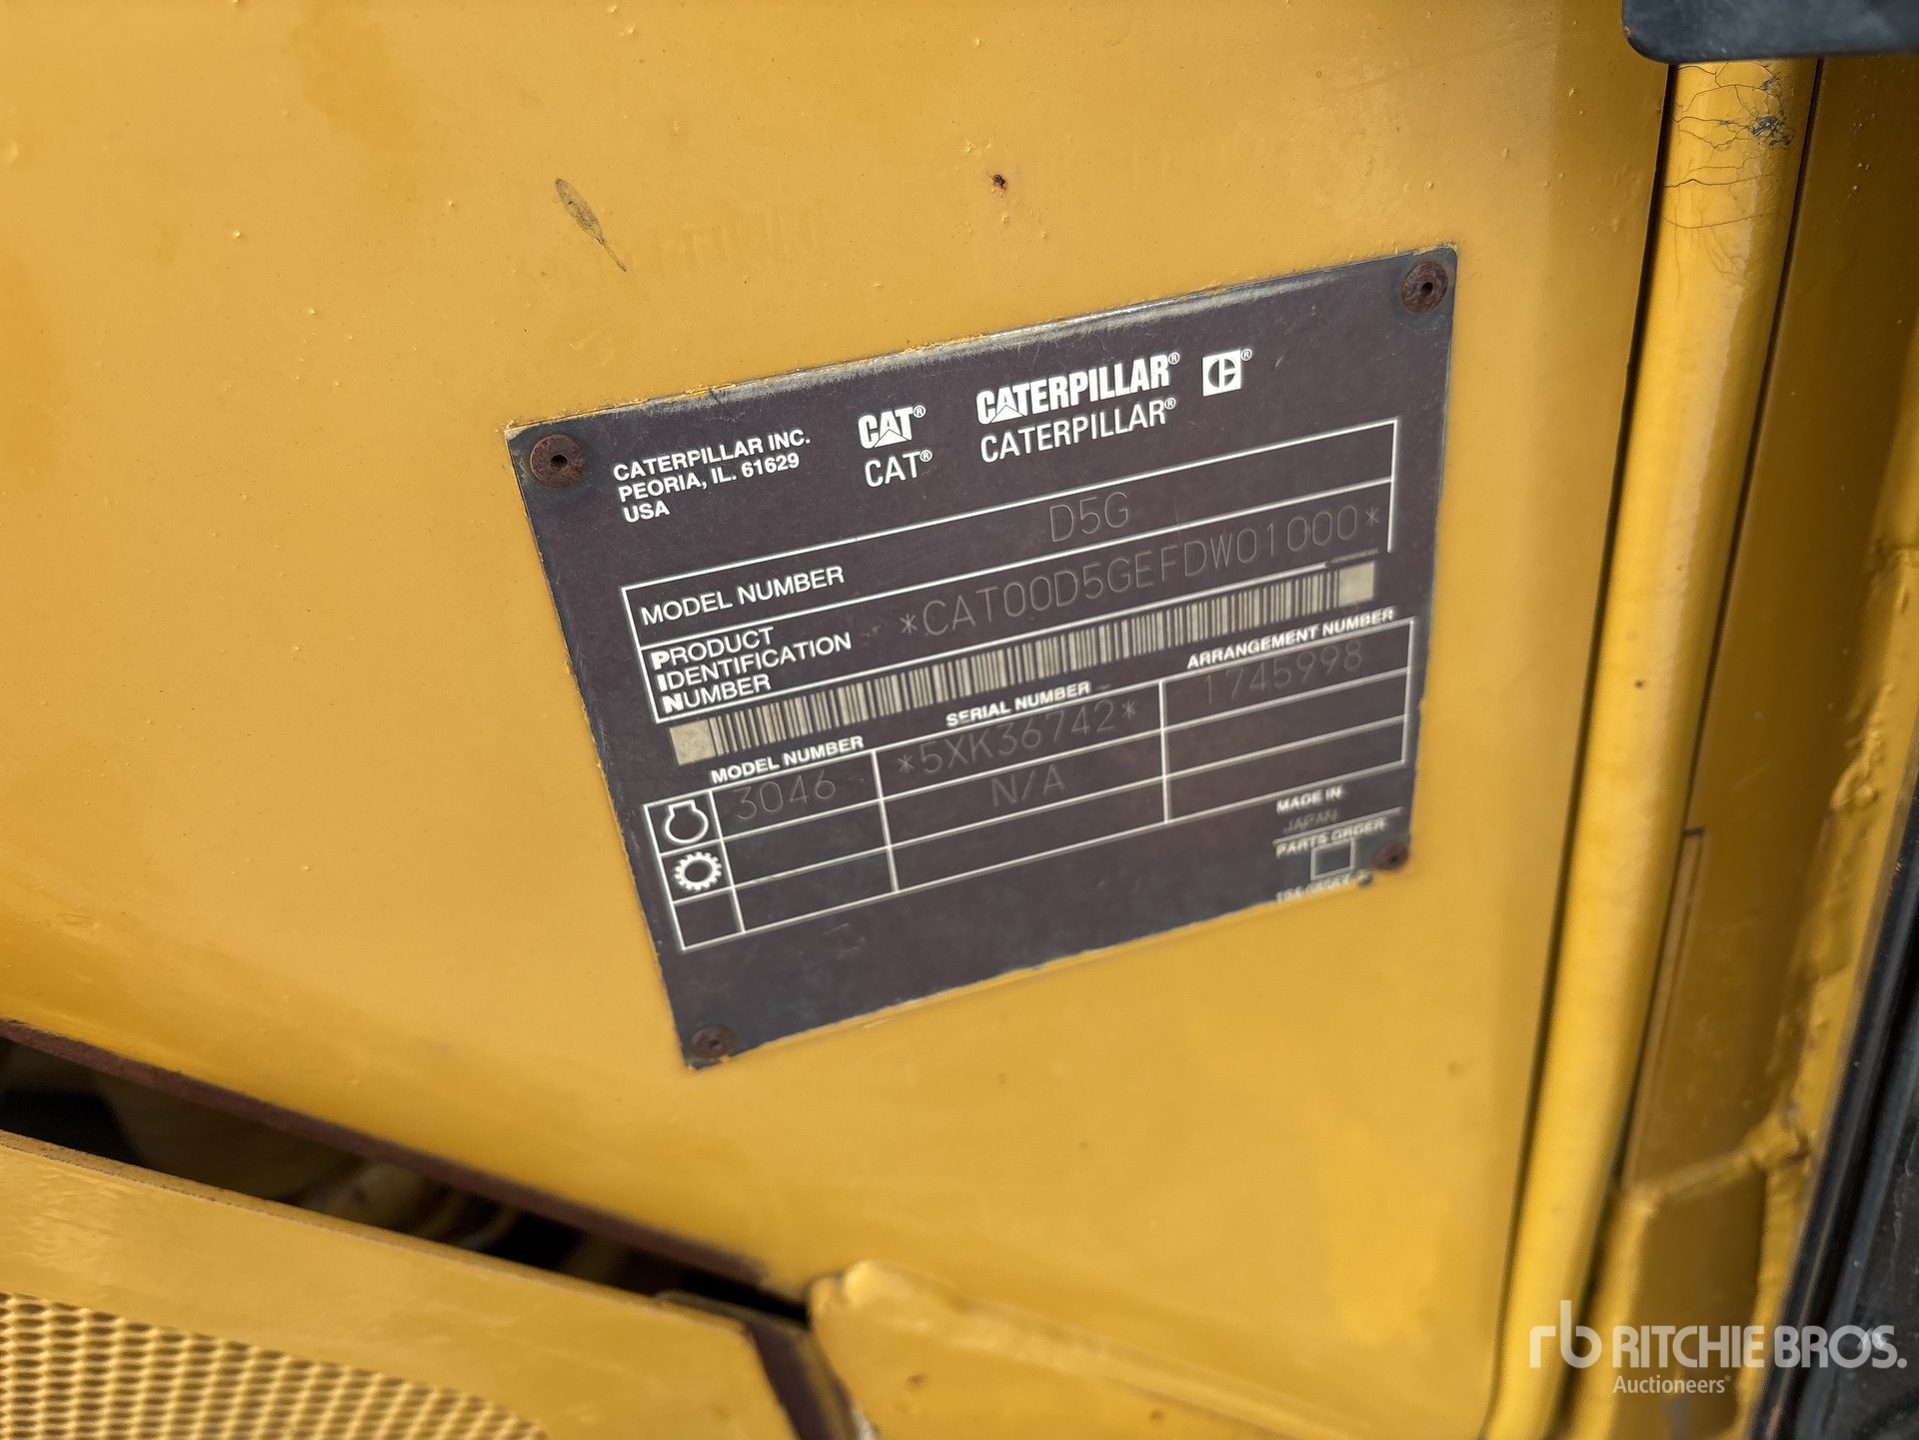 CATERPILLAR INC.
PEORIA, IL. 61629
USA
CAT®
CAT®
CATERPILLAR®
CATERPILLAR®
MODEL NUMBER D5G
PRODUCT
IDENTIFICATION
NUMBER
*CAT00D5GEFDW01000*
MODEL NUMBER SERIAL NUMBER ARRANGEMENT NUMBER
3046 *5XK36742* 1745998
N/A
MADE IN
JAPAN
PARTS ORDER
rb RITCHIE BROS.
Auctioneers®